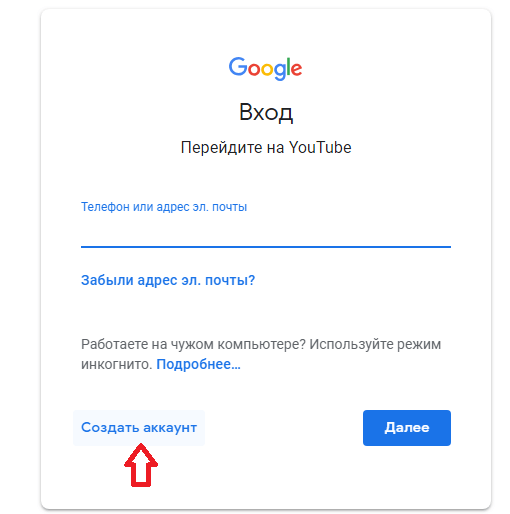 Google
Вход
Перейдите на YouTube
Телефон или адрес эл. почты
Забыли адрес эл. почты?
Работаете на чужом компьютере? Используйте режим
инкогнито. Подробнее…
Создать аккаунт
Далее